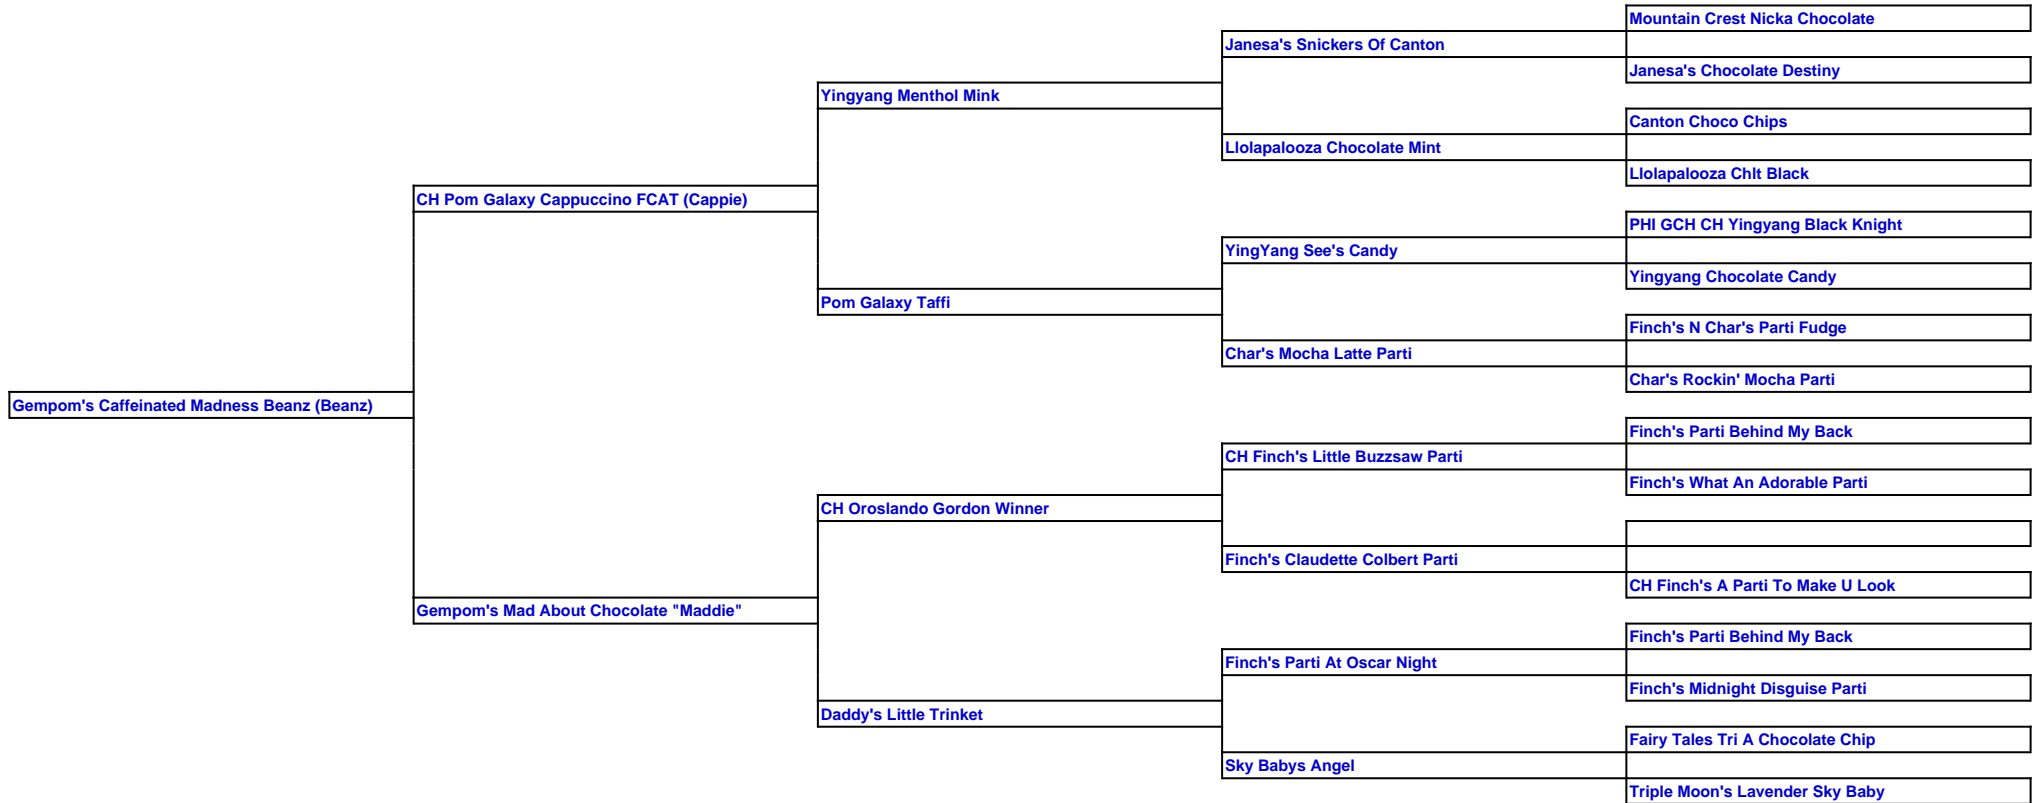 Mountain Crest Nicka Chocolate
Janesa's Snickers Of Canton
Janesa's Chocolate Destiny
Yingyang Menthol Mink
Canton Choco Chips
Llolapalooza Chocolate Mint
Llolapalooza Chlt Black
CH Pom Galaxy Cappuccino FCAT (Cappie)
PHI GCH CH Yingyang Black Knight
YingYang See's Candy
Yingyang Chocolate Candy
Pom Galaxy Taffi
Finch's N Char's Parti Fudge
Char's Mocha Latte Parti
Char's Rockin' Mocha Parti
Gempom's Caffeinated Madness Beanz (Beanz)
Finch's Parti Behind My Back
CH Finch's Little Buzzsaw Parti
Finch's What An Adorable Parti
CH Oroslando Gordon Winner
Finch's Claudette Colbert Parti
CH Finch's A Parti To Make U Look
Gempom's Mad About Chocolate "Maddie"
Finch's Parti Behind My Back
Finch's Parti At Oscar Night
Finch's Midnight Disguise Parti
Daddy's Little Trinket
Fairy Tales Tri A Chocolate Chip
Sky Babys Angel
Triple Moon's Lavender Sky Baby